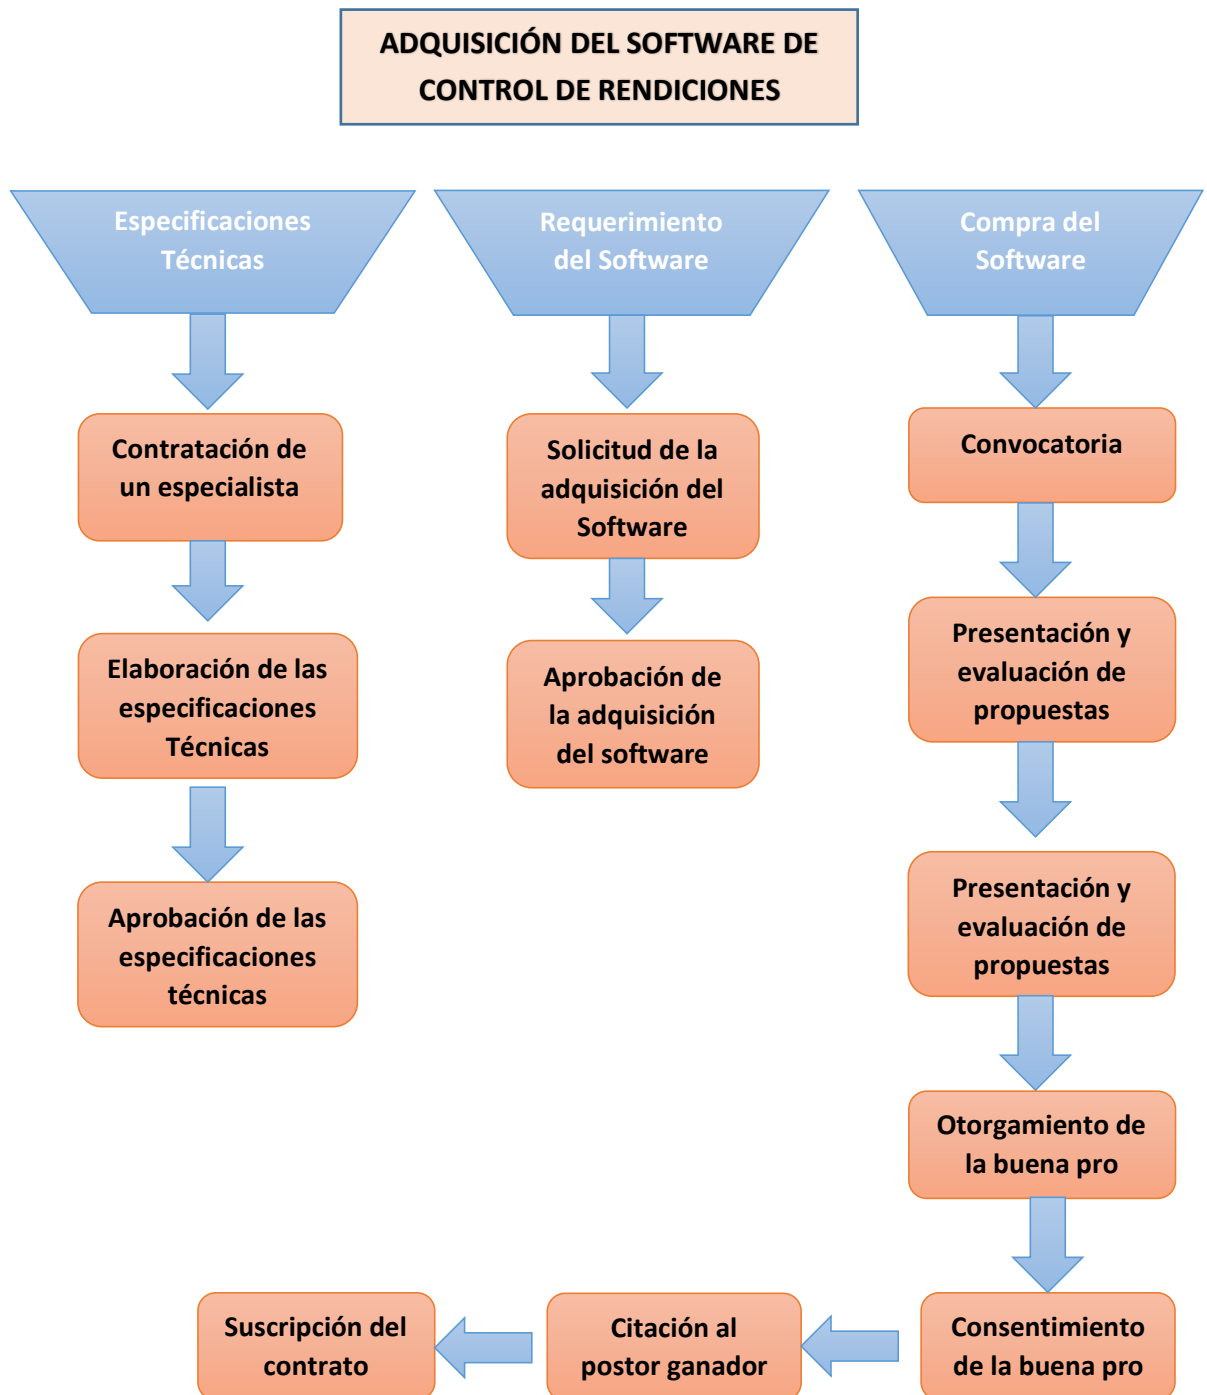 ADQUISICIÓN DEL SOFTWARE DE
CONTROL DE RENDICIONES
Especificaciones
Técnicas
Contratación de
un especialista
Elaboración de las
especificaciones
Técnicas
Aprobación de las
especificaciones
técnicas
Requerimiento
del Software
Solicitud de la
adquisición del
Software
Aprobación de
la adquisición
del software
Compra del
Software
Convocatoria
Presentación y
evaluación de
propuestas
Presentación y
evaluación de
propuestas
Otorgamiento de
la buena pro
Consentimiento
de la buena pro
Citación al
postor ganador
Suscripción del
contrato